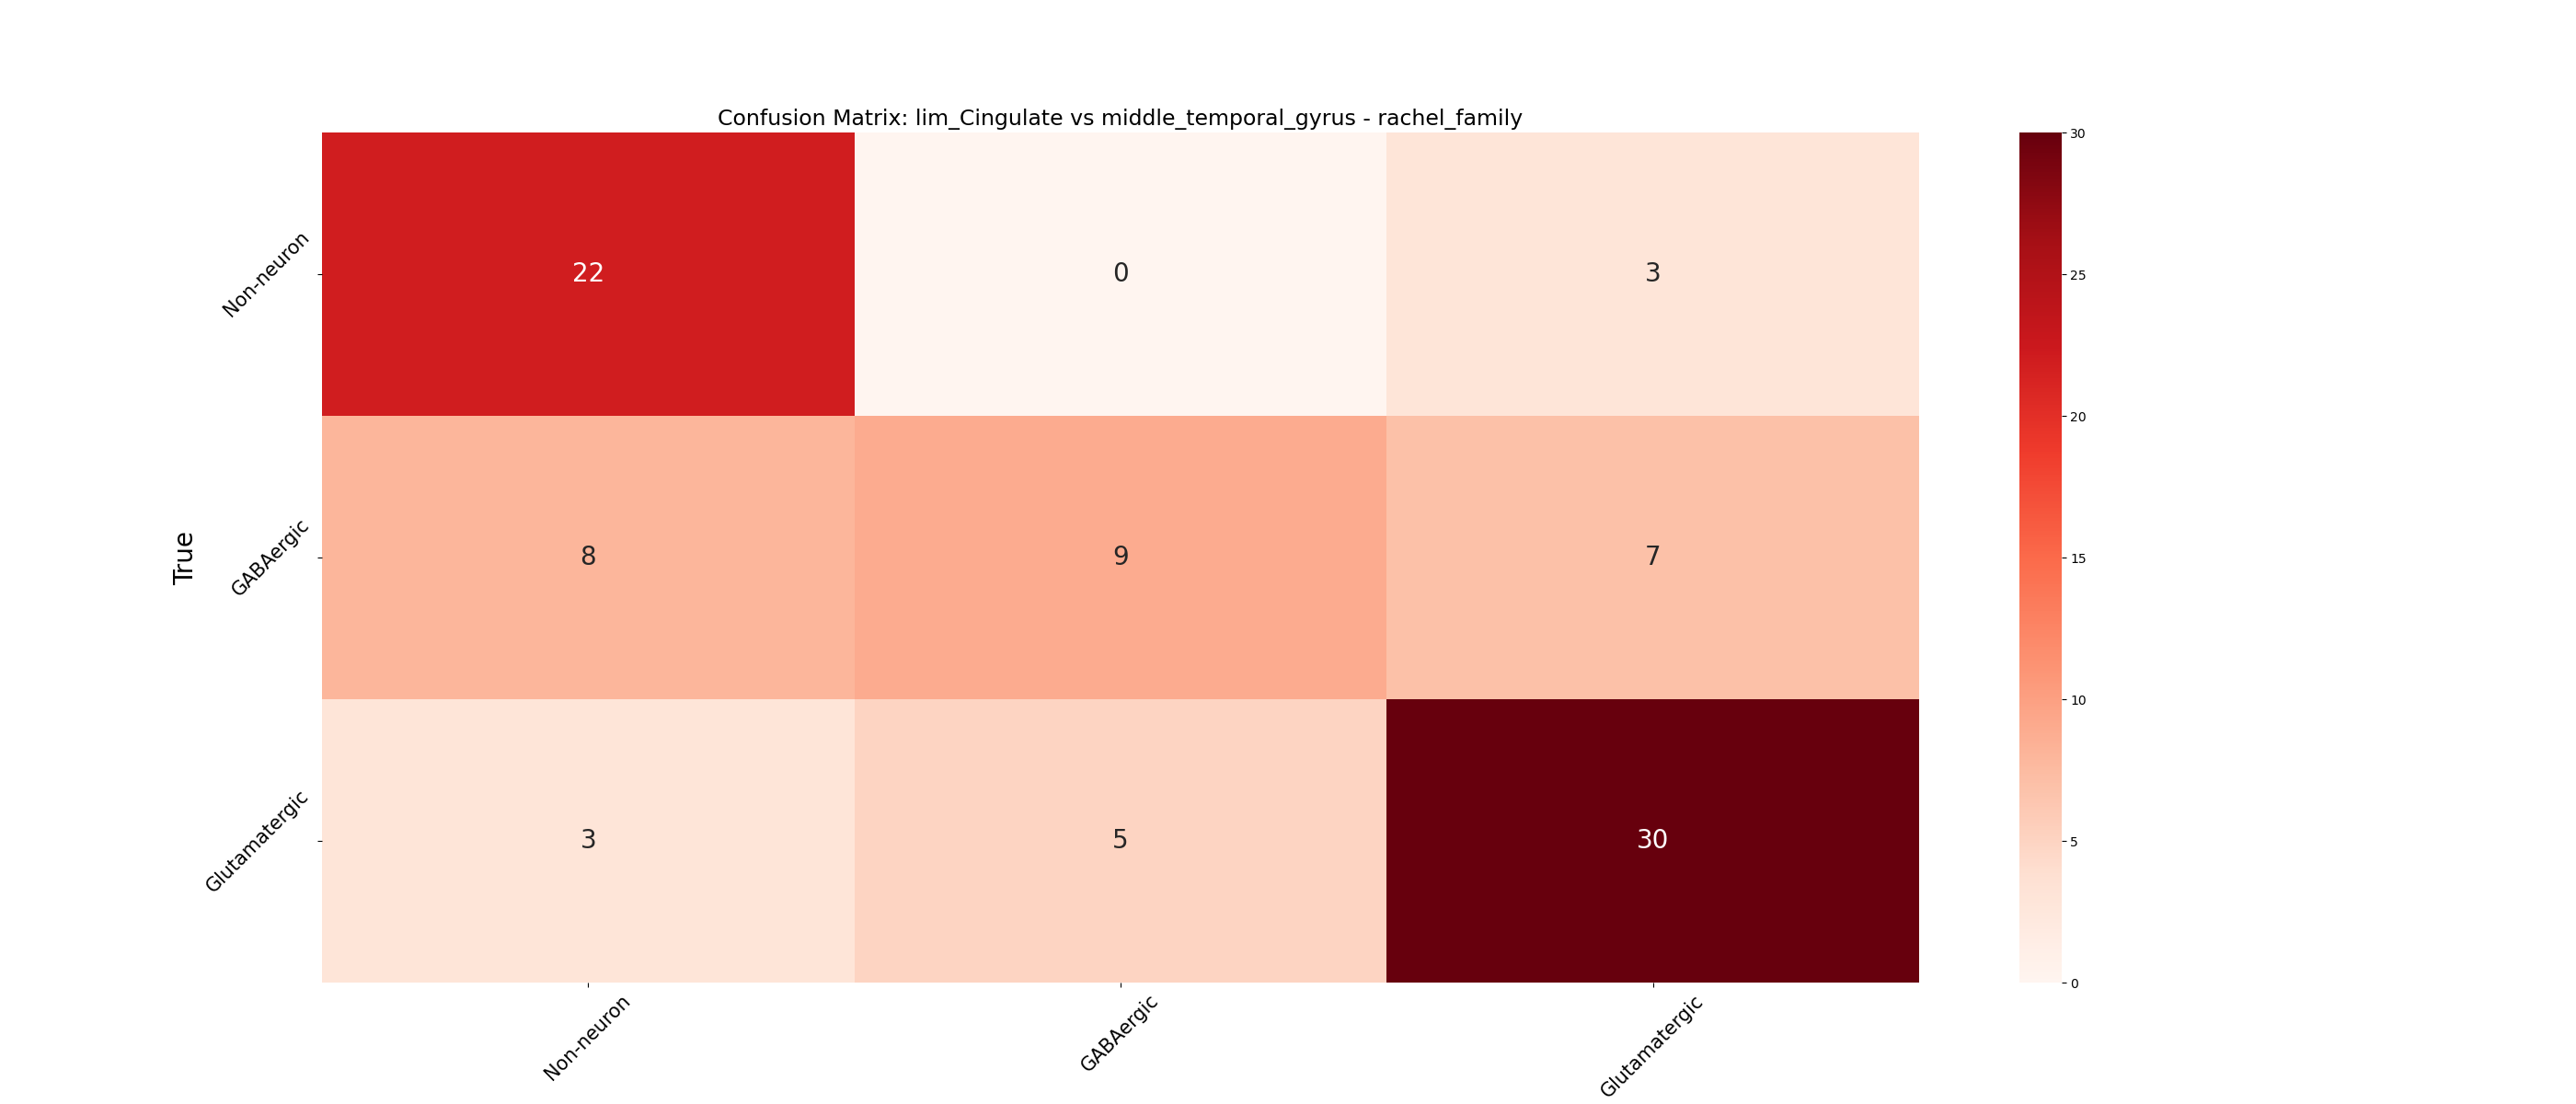 Confusion Matrix: lim_Cingulate vs middle_temporal_gyrus - rachel_family
True
Non-neuron
22
0
3
GABAergic
8
9
7
Glutamatergic
3
5
30
Non-neuron
GABAergic
Glutamatergic
30
25
20
15
10
5
0